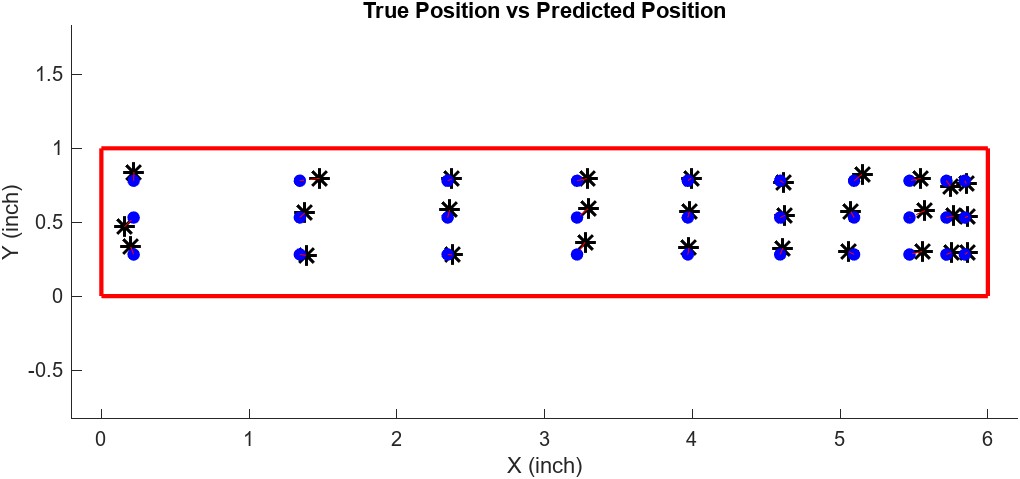 True Position vs Predicted Position
1.5
1
0.5
0
-0.5
Y (inch)
0 1 2 3 4 5 6
X (inch)